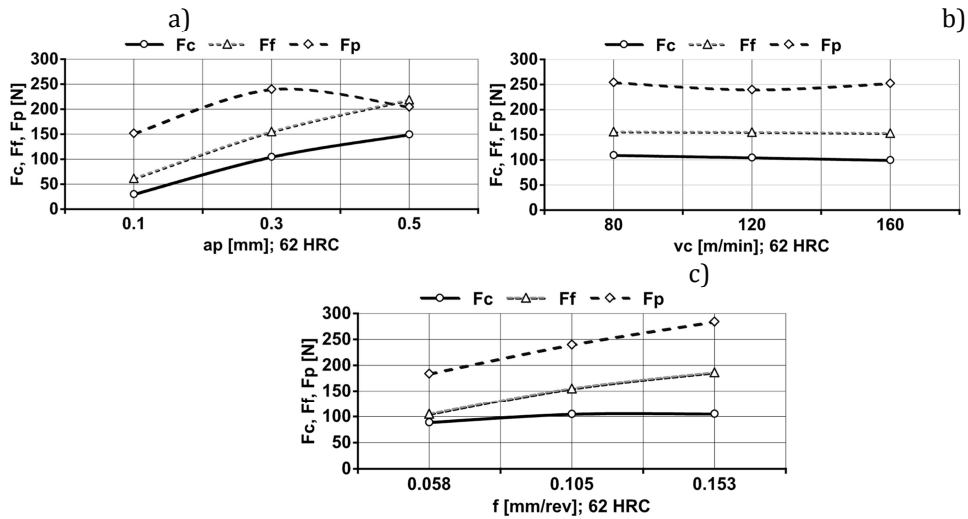 a)
Fc Ff Fp
300
250
200
150
100
50
0
Fc, Ff, Fp [N]
0.1 0.3 0.5
ap [mm]; 62 HRC
b)
Fc Ff Fp
300
250
200
150
100
50
0
Fc, Ff, Fp [N]
80 120 160
vc [m/min]; 62 HRC
c)
Fc Ff Fp
300
250
200
150
100
50
0
Fc, Ff, Fp [N]
0.058 0.105 0.153
f [mm/rev]; 62 HRC